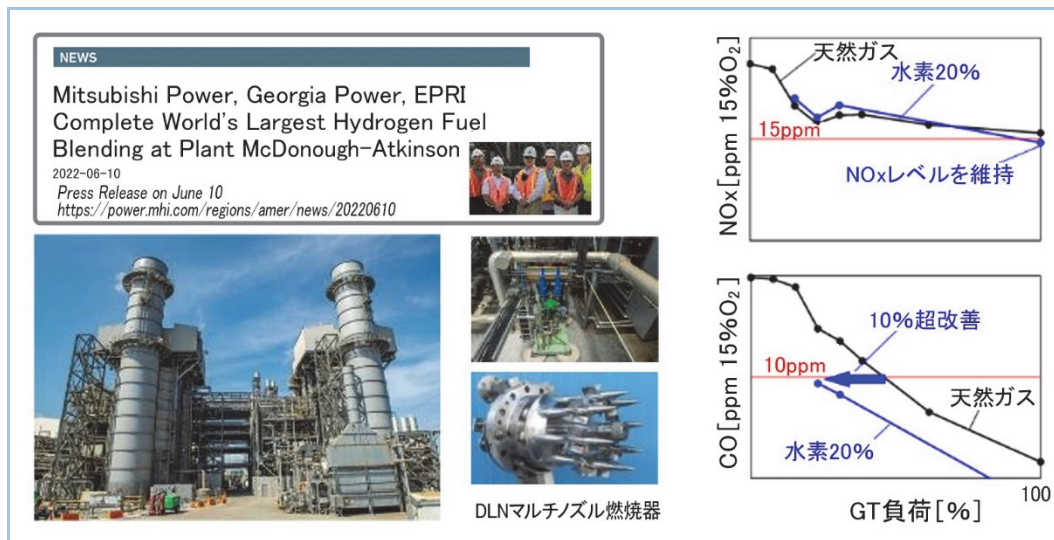 NEWS
Mitsubishi Power, Georgia Power, EPRI
Complete World's Largest Hydrogen Fuel
Blending at Plant McDonough-Atkinson
2022-06-10
Press Release on June 10
https://power.mhi.com/regions/amer/news/20220610
DLNマルチノズル燃焼器
NOx[ppm 15%O₂]
天然ガス
水素20%
15ppm
NOxレベルを維持
CO[ppm 15%O₂]
10%超改善
10ppm
天然ガス
水素20%
100
GT負荷[%]